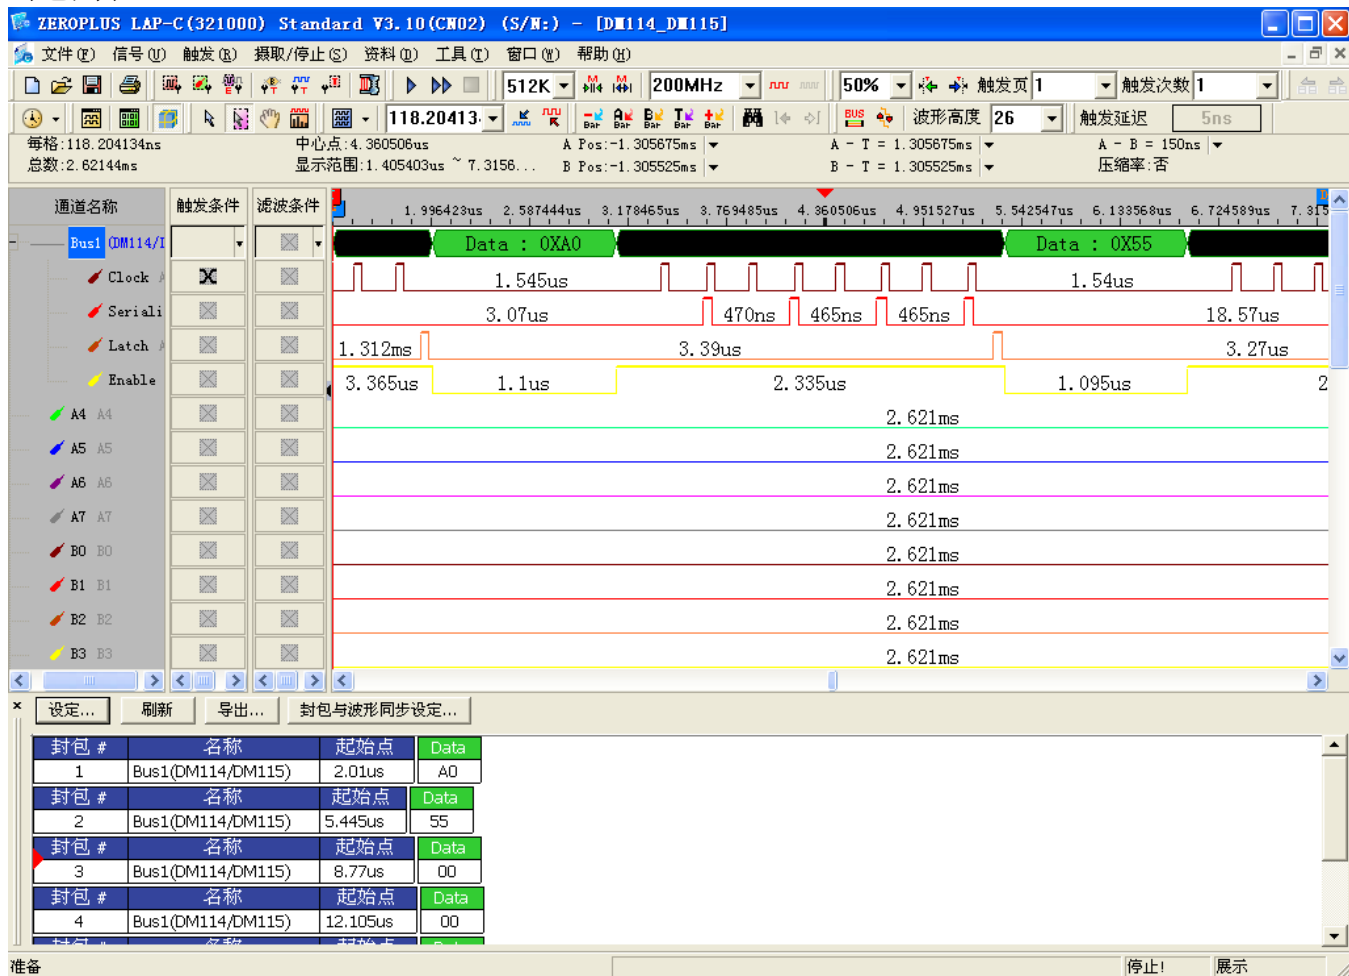 ZEROPLUS LAP-C(321000) Standard V3.10(CN02) (S/N:) - [DM114_DM115]
文件(F) 信号(U) 触发(R) 摄取/停止(S) 资料(D) 工具(T) 窗口(W) 帮助(H)
512K 200MHz 50% 触发页 1 触发次数 1
118.20413 Bar Bar Bar Bar Bar BUS 波形高度 26 触发延迟 5ns
每格:118.204134ns 中心点:4.360506us A Pos:-1.305675ms A - T = 1.305675ms A - B = 150ns
总数:2.62144ms 显示范围:1.405403us ~ 7.3156... B Pos:-1.305525ms B - T = 1.305525ms 压缩率:否
通道名称 触发条件 滤波条件 1.996423us 2.587444us 3.178465us 3.769485us 4.360506us 4.951527us 5.542547us 6.133568us 6.724589us 7.315
Bus1 (DM114/I Data : 0XA0 Data : 0X55
Clock A 1.545us 1.54us
Seriali 3.07us 470ns 465ns 465ns 18.57us
Latch A 1.312ms 3.39us 3.27us
Enable 3.365us 1.1us 2.335us 1.095us 2
A4 A4 2.621ms
A5 A5 2.621ms
A6 A6 2.621ms
A7 A7 2.621ms
B0 B0 2.621ms
B1 B1 2.621ms
B2 B2 2.621ms
B3 B3 2.621ms
设定... 刷新 导出... 封包与波形同步设定...
封包 # 名称 起始点 Data
1 Bus1(DM114/DM115) 2.01us A0
封包 # 名称 起始点 Data
2 Bus1(DM114/DM115) 5.445us 55
封包 # 名称 起始点 Data
3 Bus1(DM114/DM115) 8.77us 00
封包 # 名称 起始点 Data
4 Bus1(DM114/DM115) 12.105us 00
准备 停止! 展示